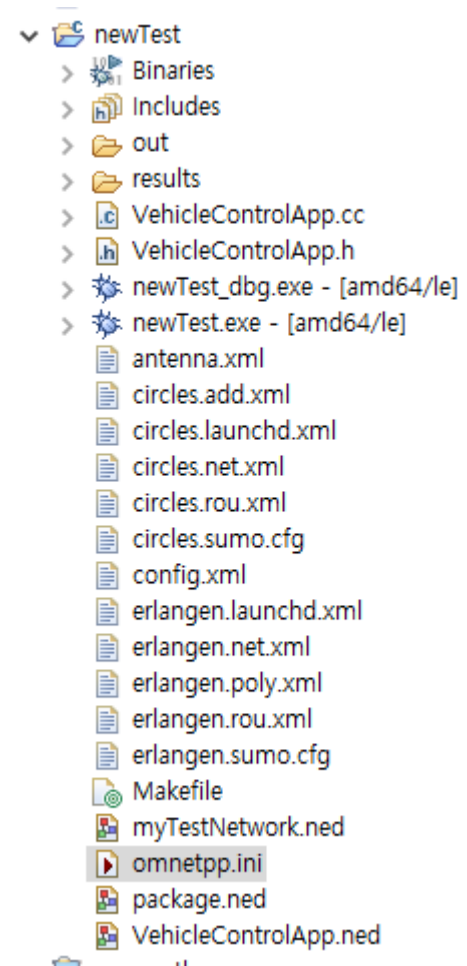 newTest
Binaries
Includes
out
results
VehicleControlApp.cc
VehicleControlApp.h
newTest_dbg.exe - [amd64/le]
newTest.exe - [amd64/le]
antenna.xml
circles.add.xml
circles.launchd.xml
circles.net.xml
circles.rou.xml
circles.sumo.cfg
config.xml
erlangen.launchd.xml
erlangen.net.xml
erlangen.poly.xml
erlangen.rou.xml
erlangen.sumo.cfg
Makefile
myTestNetwork.ned
omnetpp.ini
package.ned
VehicleControlApp.ned